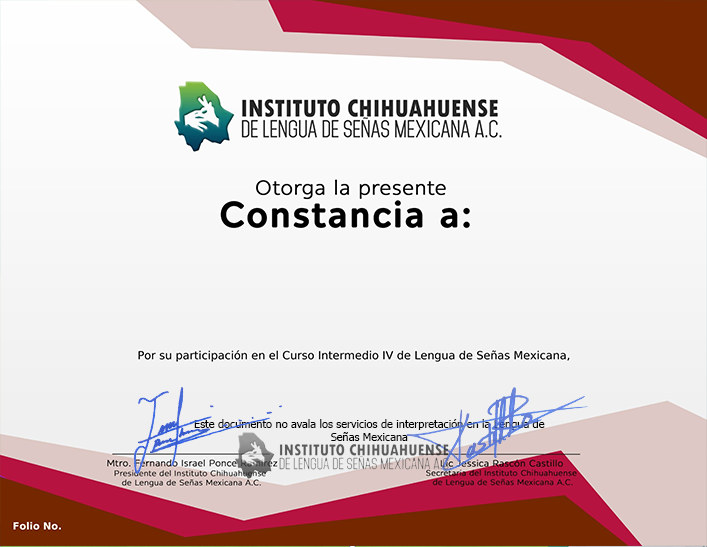 INSTITUTO CHIHUAHUENSE
DE LENGUA DE SEÑAS MEXICANA A.C.
Otorga la presente
Constancia a:
Por su participación en el Curso Intermedio IV de Lengua de Señas Mexicana,
Este documento no avala los servicios de interpretación en la Lengua de
Señas Mexicana
INSTITUTO CHIHUAHUENSE
DE LENGUA DE SEÑAS MEXICANA A.C.
Mtro. Fernando Israel Ponce Ramírez
Presidente del Instituto Chihuahuense
de Lengua de Señas Mexicana A.C.
Lic Jessica Rascón Castillo
Secretaria del Instituto Chihuahuense
de Lengua de Señas Mexicana A.C.
Folio No.